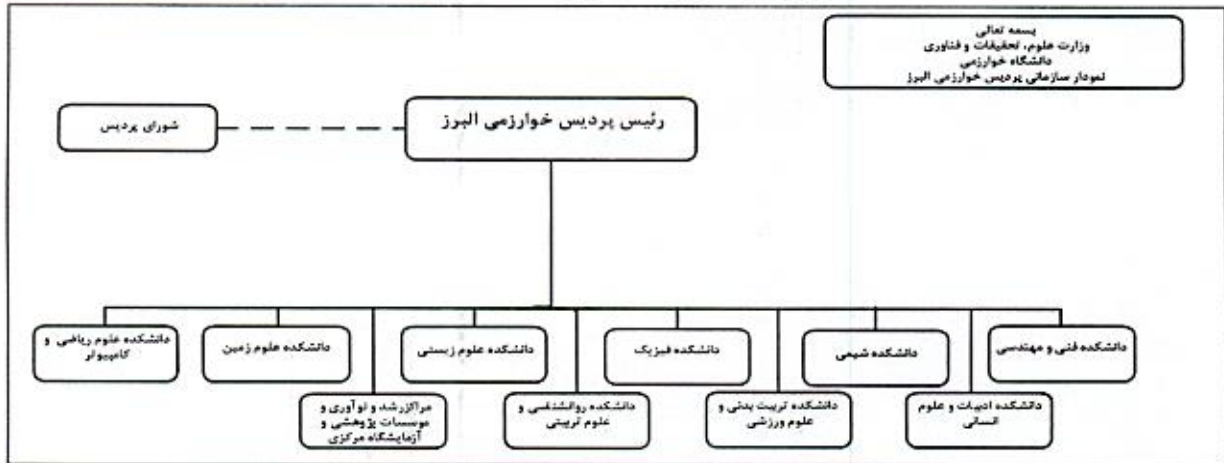 بسمه تعالی
وزارت علوم، تحقیقات و فناوری
دانشگاه خوارزمی
نمودار سازمانی پردیس خوارزمی البرز
رئیس پردیس خوارزمی البرز
شورای پردیس
دانشکده فنی و مهندسی
دانشکده شیمی
دانشکده فیزیک
دانشکده علوم زیستی
دانشکده علوم زمین
دانشکده علوم ریاضی و
کامپیوتر
دانشکده ادبیات و علوم
انسانی
دانشکده تربیت بدنی و
علوم ورزشی
دانشکده روانشناسی و
علوم تربیتی
مراکز رشد و نوآوری و
موسسات پژوهشی و
آزمایشگاه مرکزی